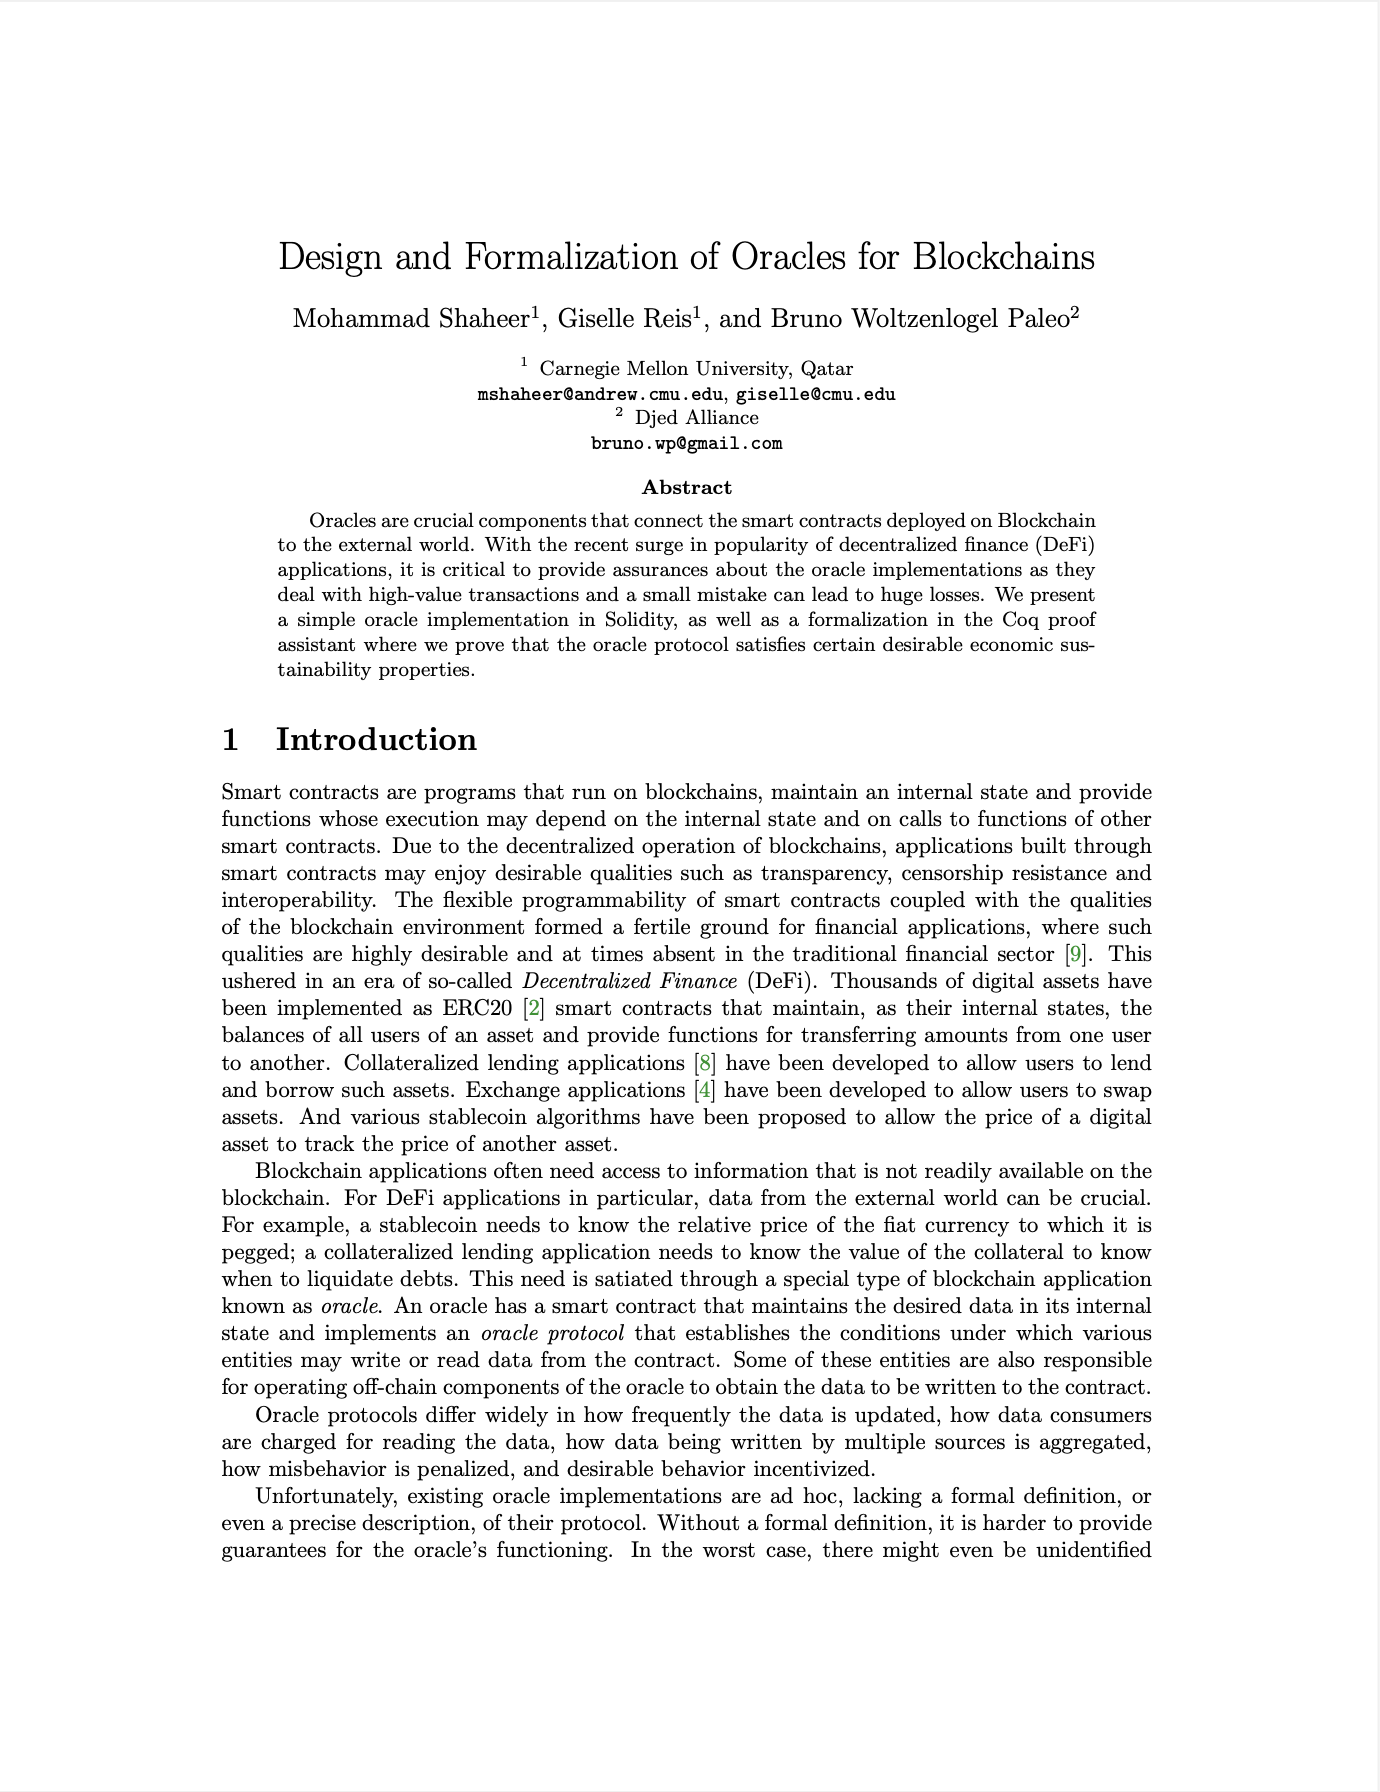 Design and Formalization of Oracles for Blockchains
Mohammad Shaheer1, Giselle Reis1, and Bruno Woltzenlogel Paleo2
1 Carnegie Mellon University, Qatar
mshaheer@andrew.cmu.edu, giselle@cmu.edu
2 Djed Alliance
bruno.wp@gmail.com
Abstract
Oracles are crucial components that connect the smart contracts deployed on Blockchain
to the external world. With the recent surge in popularity of decentralized finance (DeFi)
applications, it is critical to provide assurances about the oracle implementations as they
deal with high-value transactions and a small mistake can lead to huge losses. We present
a simple oracle implementation in Solidity, as well as a formalization in the Coq proof
assistant where we prove that the oracle protocol satisfies certain desirable economic sus-
tainability properties.
1 Introduction
Smart contracts are programs that run on blockchains, maintain an internal state and provide
functions whose execution may depend on the internal state and on calls to functions of other
smart contracts. Due to the decentralized operation of blockchains, applications built through
smart contracts may enjoy desirable qualities such as transparency, censorship resistance and
interoperability. The flexible programmability of smart contracts coupled with the qualities
of the blockchain environment formed a fertile ground for financial applications, where such
qualities are highly desirable and at times absent in the traditional financial sector [9]. This
ushered in an era of so-called Decentralized Finance (DeFi). Thousands of digital assets have
been implemented as ERC20 [2] smart contracts that maintain, as their internal states, the
balances of all users of an asset and provide functions for transferring amounts from one user
to another. Collateralized lending applications [8] have been developed to allow users to lend
and borrow such assets. Exchange applications [4] have been developed to allow users to swap
assets. And various stablecoin algorithms have been proposed to allow the price of a digital
asset to track the price of another asset.
Blockchain applications often need access to information that is not readily available on the
blockchain. For DeFi applications in particular, data from the external world can be crucial.
For example, a stablecoin needs to know the relative price of the fiat currency to which it is
pegged; a collateralized lending application needs to know the value of the collateral to know
when to liquidate debts. This need is satiated through a special type of blockchain application
known as oracle. An oracle has a smart contract that maintains the desired data in its internal
state and implements an oracle protocol that establishes the conditions under which various
entities may write or read data from the contract. Some of these entities are also responsible
for operating off-chain components of the oracle to obtain the data to be written to the contract.
Oracle protocols differ widely in how frequently the data is updated, how data consumers
are charged for reading the data, how data being written by multiple sources is aggregated,
how misbehavior is penalized, and desirable behavior incentivized.
Unfortunately, existing oracle implementations are ad hoc, lacking a formal definition, or
even a precise description, of their protocol. Without a formal definition, it is harder to provide
guarantees for the oracle's functioning. In the worst case, there might even be unidentified